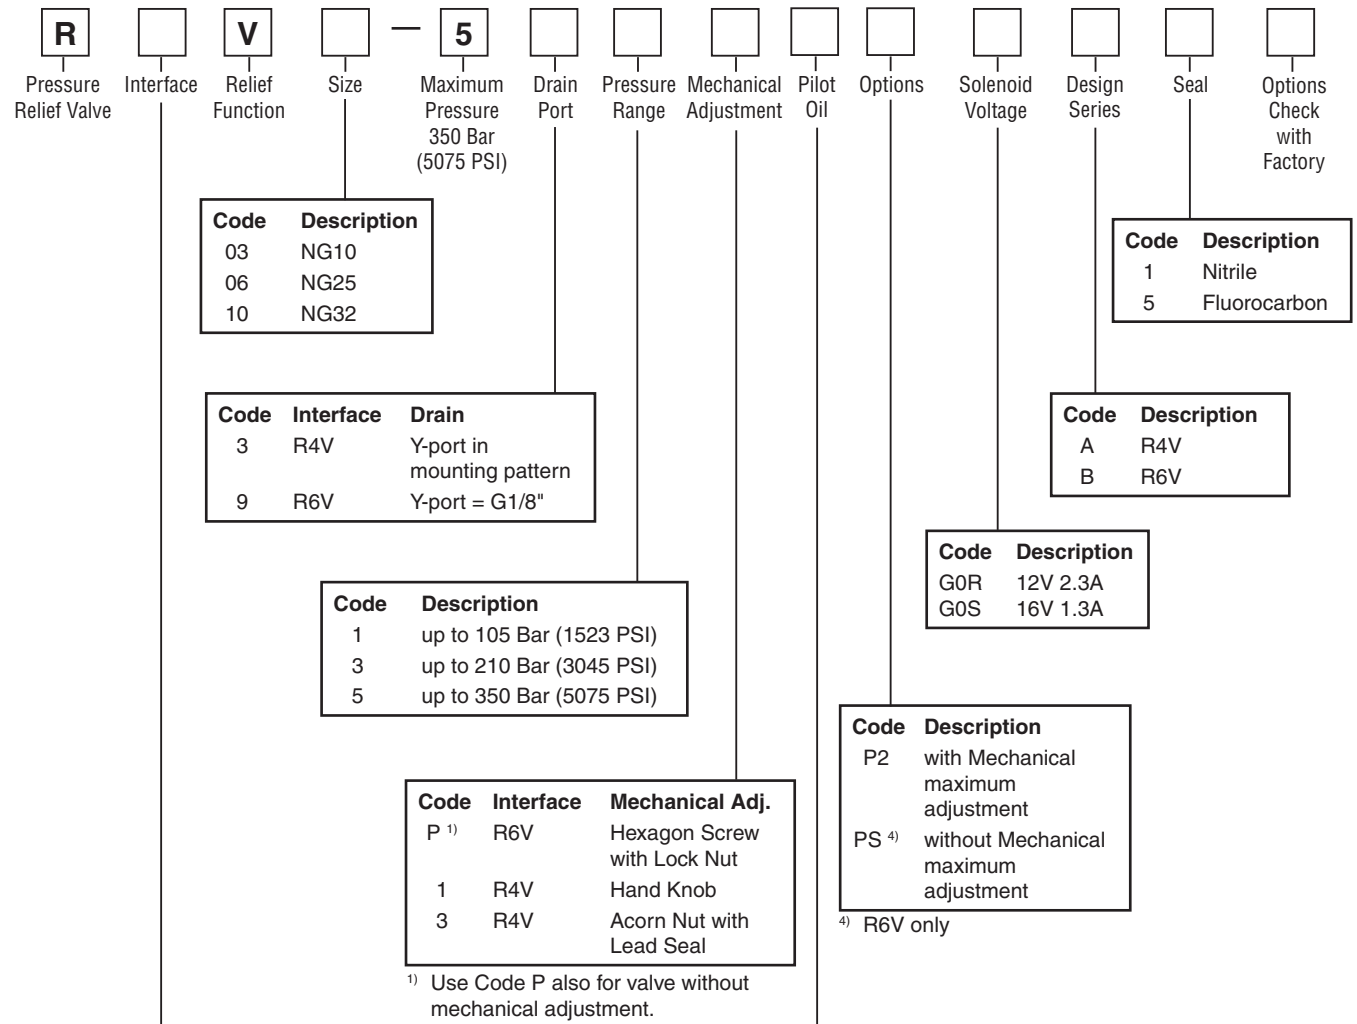 R V — 5
Pressure Relief Valve
Interface
Relief Function
Size
Maximum Pressure 350 Bar (5075 PSI)
Drain Port
Pressure Range
Mechanical Adjustment
Pilot Oil
Options
Solenoid Voltage
Design Series
Seal
Options Check with Factory
Code Description
03 NG10
06 NG25
10 NG32
Code Description
1 Nitrile
5 Fluorocarbon
Code Interface Drain
3 R4V Y-port in
mounting pattern
9 R6V Y-port = G1/8"
Code Description
A R4V
B R6V
Code Description
G0R 12V 2.3A
G0S 16V 1.3A
Code Description
1 up to 105 Bar (1523 PSI)
3 up to 210 Bar (3045 PSI)
5 up to 350 Bar (5075 PSI)
Code Description
P2 with Mechanical
maximum
adjustment
PS 4) without Mechanical
maximum
adjustment
4) R6V only
Code Interface Mechanical Adj.
P 1) R6V Hexagon Screw
with Lock Nut
1 R4V Hand Knob
3 R4V Acorn Nut with
Lead Seal
1) Use Code P also for valve without
mechanical adjustment.